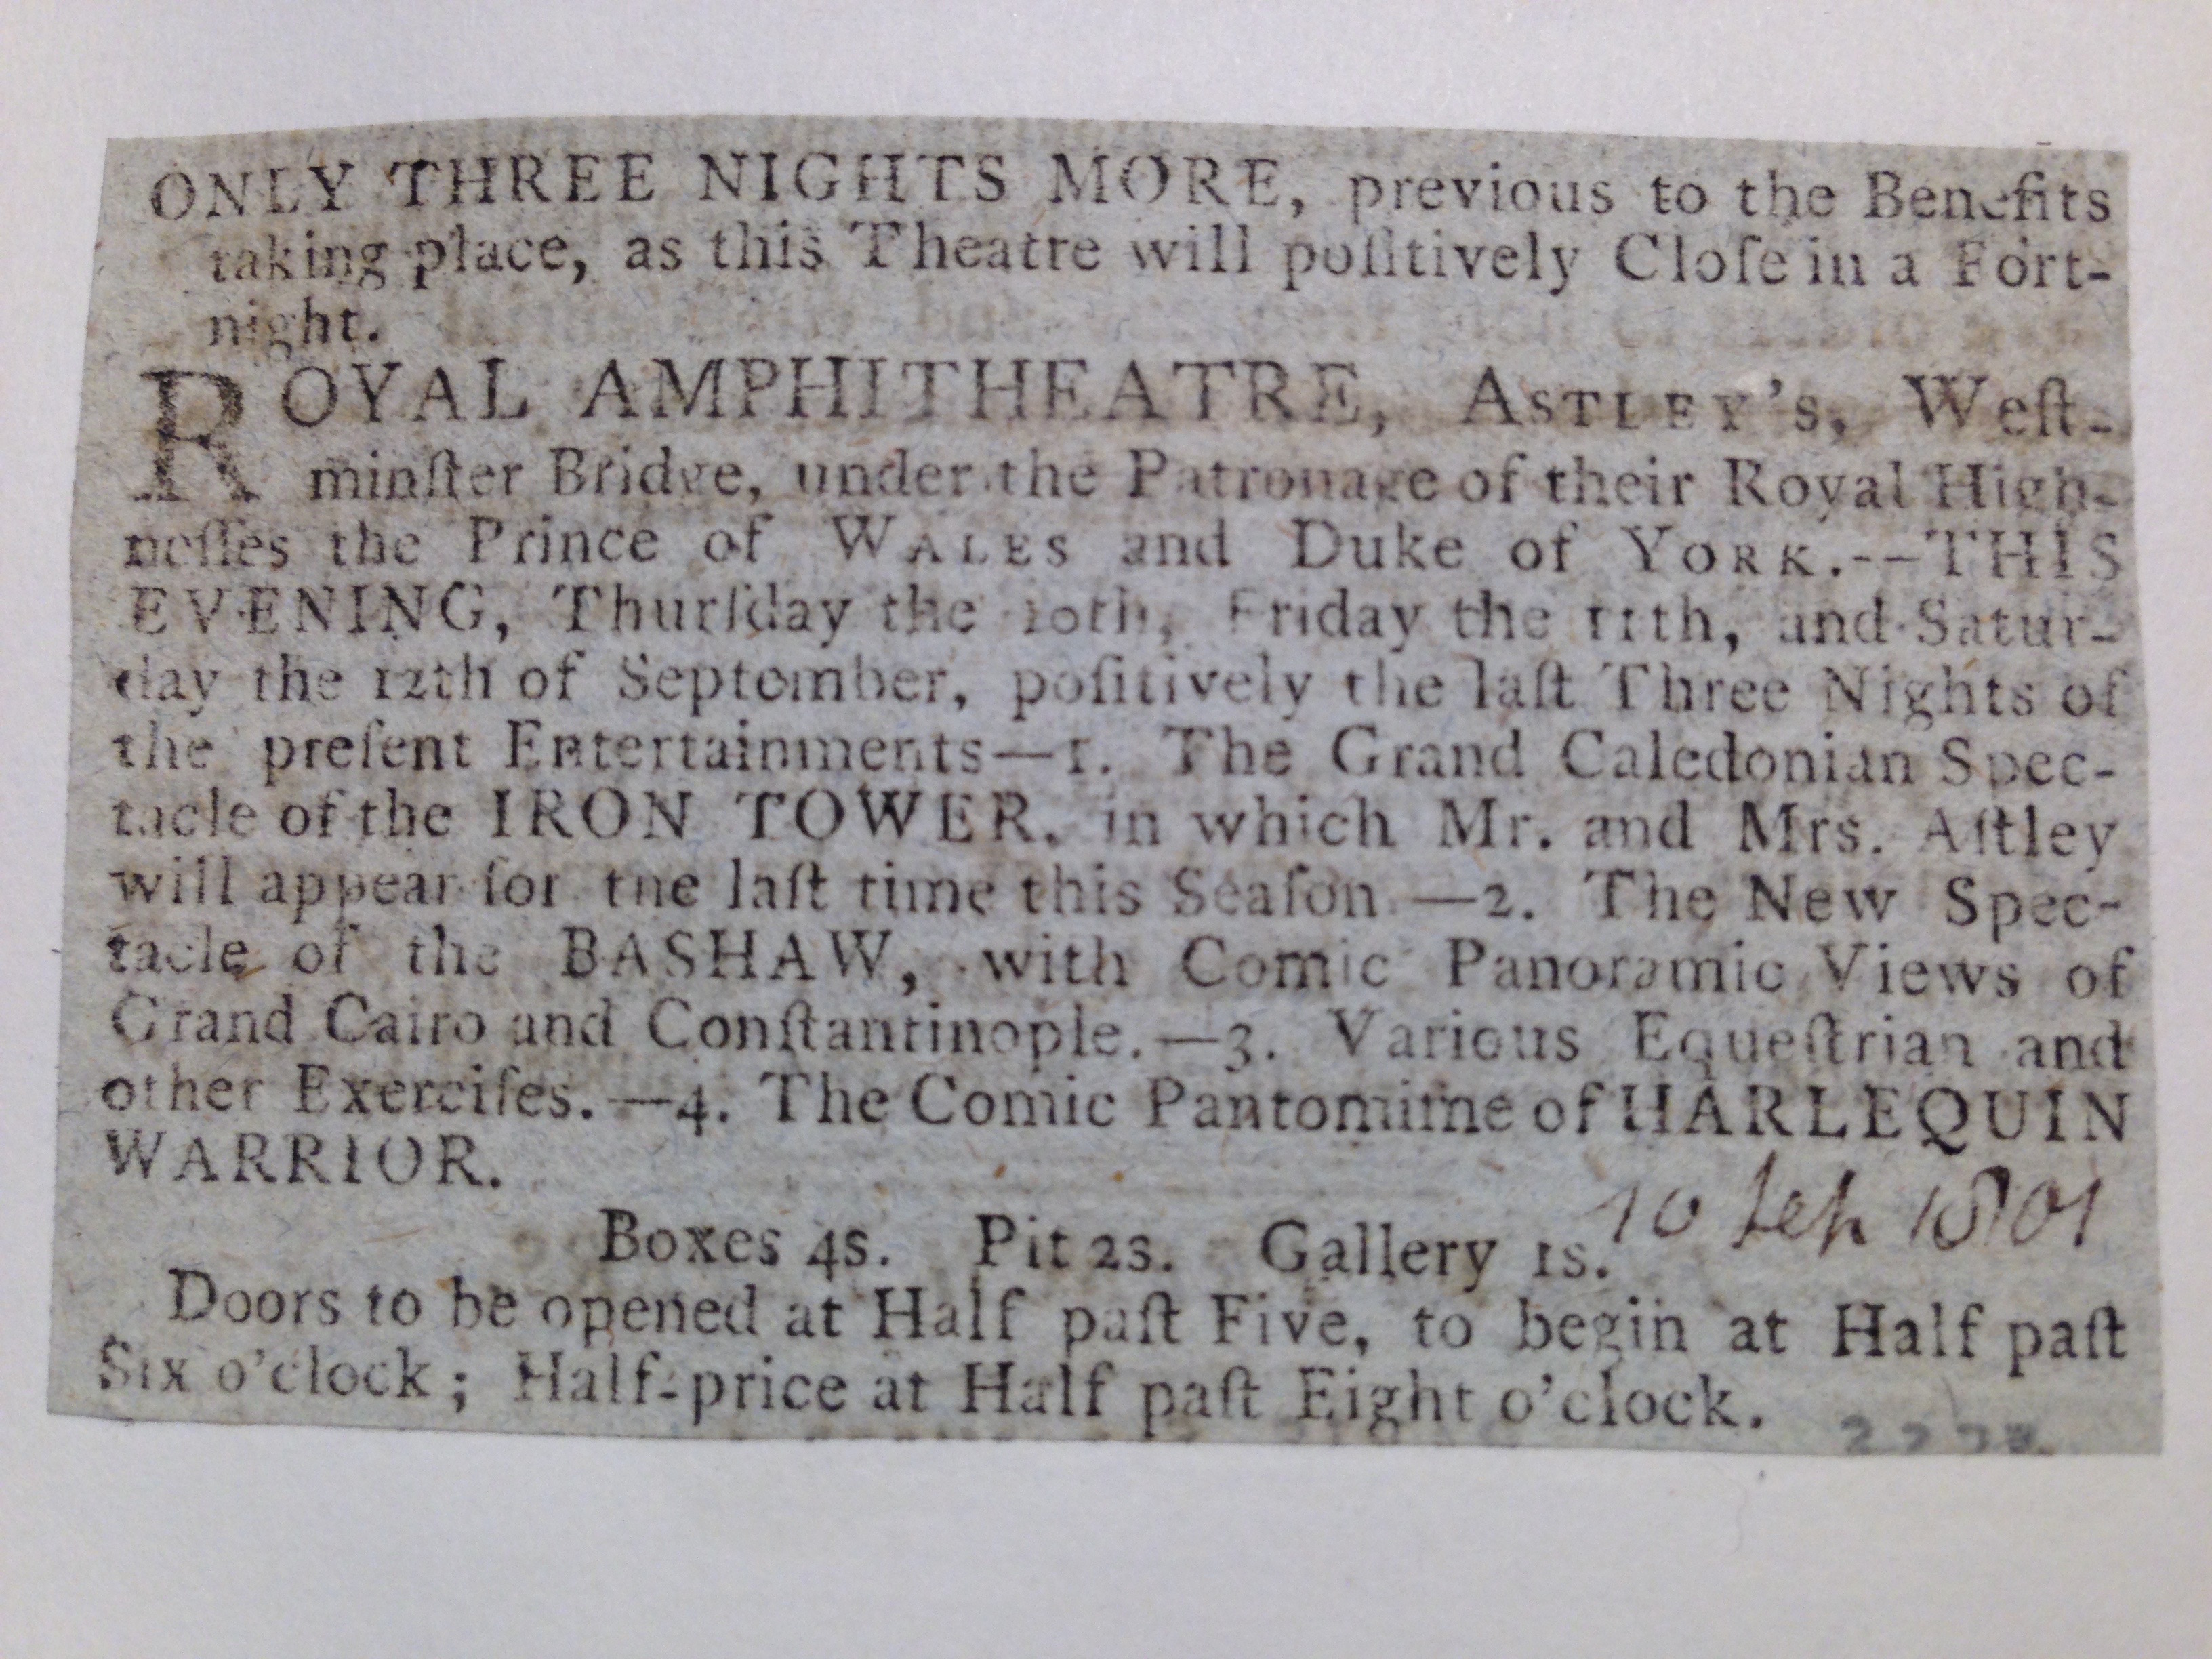 ONLY THREE NIGHTS MORE, previous to the Benefits
taking place, as this Theatre will poſitively Cloſe in a Fort-
night.
ROYAL AMPHITHEATRE, ASTLEY's, Weſt-
minſter Bridge, under the Patronage of their Royal High-
neſſes the Prince of WALES and Duke of YORK.--THIS
EVENING, Thurſday the 10th, Friday the 11th, and Satur-
day the 12th of September, poſitively the laſt Three Nights of
the preſent Entertainments—1. The Grand Caledonian Spec-
tacle of the IRON TOWER, in which Mr. and Mrs. Aſtley
will appear for the laſt time this Seaſon.—2. The New Spec-
tacle of the BASHAW, with Comic Panoramic Views of
Grand Cairo and Conſtantinople.—3. Various Equeſtrian and
other Exerciſes.—4. The Comic Pantomime of HARLEQUIN
WARRIOR.
10 Sep 1801
Boxes 4s. Pit 2s. Gallery 1s.
Doors to be opened at Half paſt Five, to begin at Half paſt
Six o'clock; Half-price at Half paſt Eight o'clock.